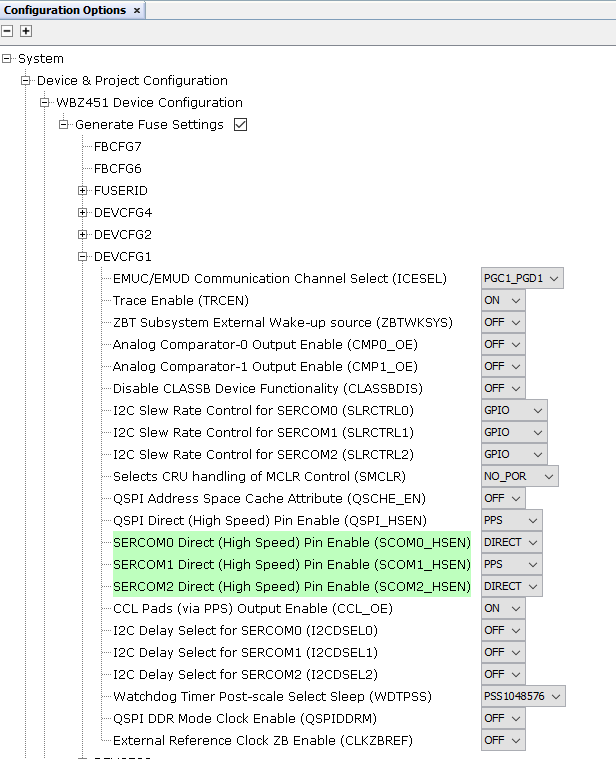 Configuration Options ×
System
Device & Project Configuration
WBZ451 Device Configuration
Generate Fuse Settings
FBCFG7
FBCFG6
FUSERID
DEVCFG4
DEVCFG2
DEVCFG1
EMUC/EMUD Communication Channel Select (ICESEL) PGC1_PGD1
Trace Enable (TRCEN) ON
ZBT Subsystem External Wake-up source (ZBTWKSYS) OFF
Analog Comparator-0 Output Enable (CMP0_OE) OFF
Analog Comparator-1 Output Enable (CMP1_OE) OFF
Disable CLASSB Device Functionality (CLASSBDIS) OFF
I2C Slew Rate Control for SERCOM0 (SLRCTRL0) GPIO
I2C Slew Rate Control for SERCOM1 (SLRCTRL1) GPIO
I2C Slew Rate Control for SERCOM2 (SLRCTRL2) GPIO
Selects CRU handling of MCLR Control (SMCLR) NO_POR
QSPI Address Space Cache Attribute (QSCHE_EN) OFF
QSPI Direct (High Speed) Pin Enable (QSPI_HSEN) PPS
SERCOM0 Direct (High Speed) Pin Enable (SCOM0_HSEN) DIRECT
SERCOM1 Direct (High Speed) Pin Enable (SCOM1_HSEN) PPS
SERCOM2 Direct (High Speed) Pin Enable (SCOM2_HSEN) DIRECT
CCL Pads (via PPS) Output Enable (CCL_OE) ON
I2C Delay Select for SERCOM0 (I2CDSEL0) OFF
I2C Delay Select for SERCOM1 (I2CDSEL1) OFF
I2C Delay Select for SERCOM2 (I2CDSEL2) OFF
Watchdog Timer Post-scale Select Sleep (WDTPSS) PSS1048576
QSPI DDR Mode Clock Enable (QSPIDDRM) OFF
External Reference Clock ZB Enable (CLKZBREF) OFF